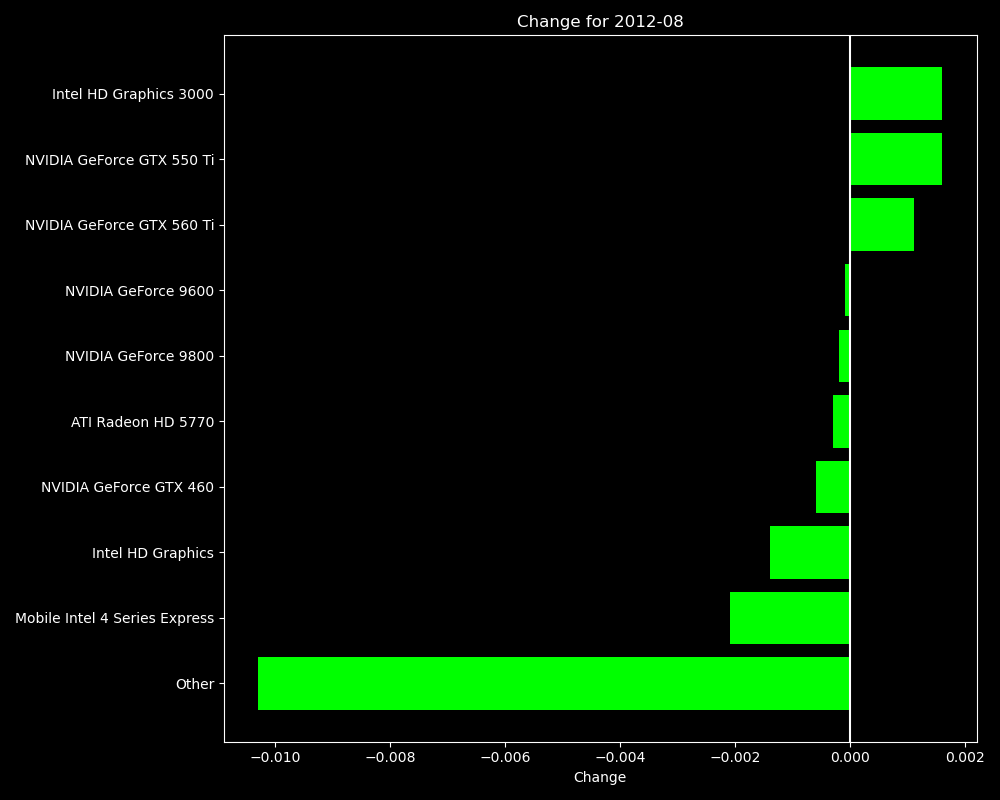 Change for 2012-08
Intel HD Graphics 3000
NVIDIA GeForce GTX 550 Ti
NVIDIA GeForce GTX 560 Ti
NVIDIA GeForce 9600
NVIDIA GeForce 9800
ATI Radeon HD 5770
NVIDIA GeForce GTX 460
Intel HD Graphics
Mobile Intel 4 Series Express
Other
−0.010 −0.008 −0.006 −0.004 −0.002 0.000 0.002
Change